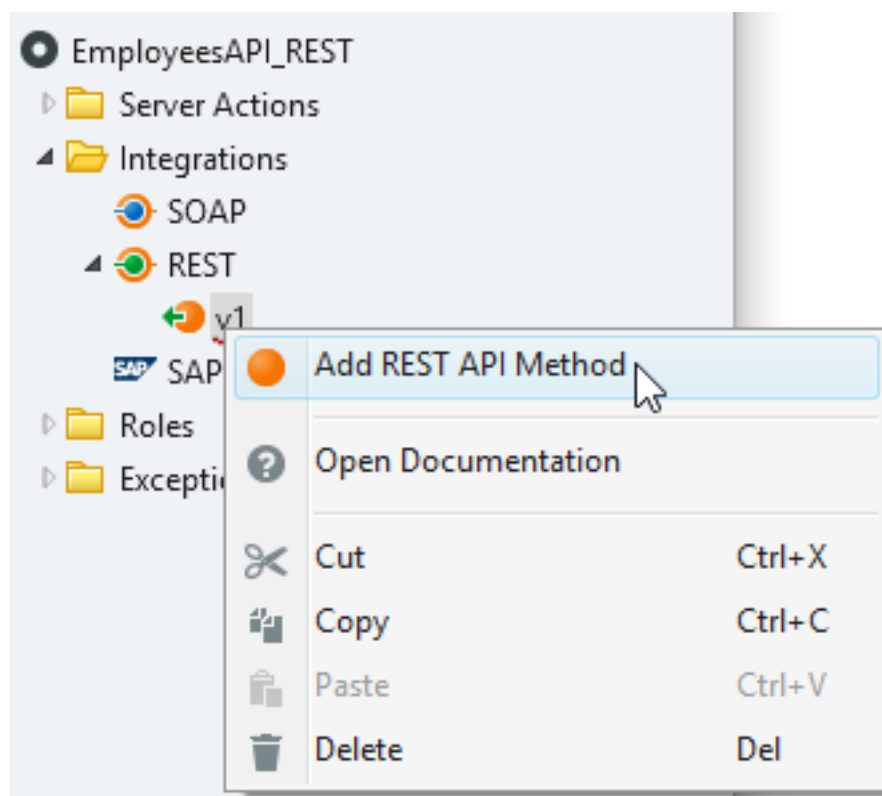 EmployeesAPI_REST
Server Actions
Integrations
SOAP
REST
v1
SAP SAP
Add REST API Method
Roles
Open Documentation
Cut Ctrl+X
Copy Ctrl+C
Paste Ctrl+V
Delete Del